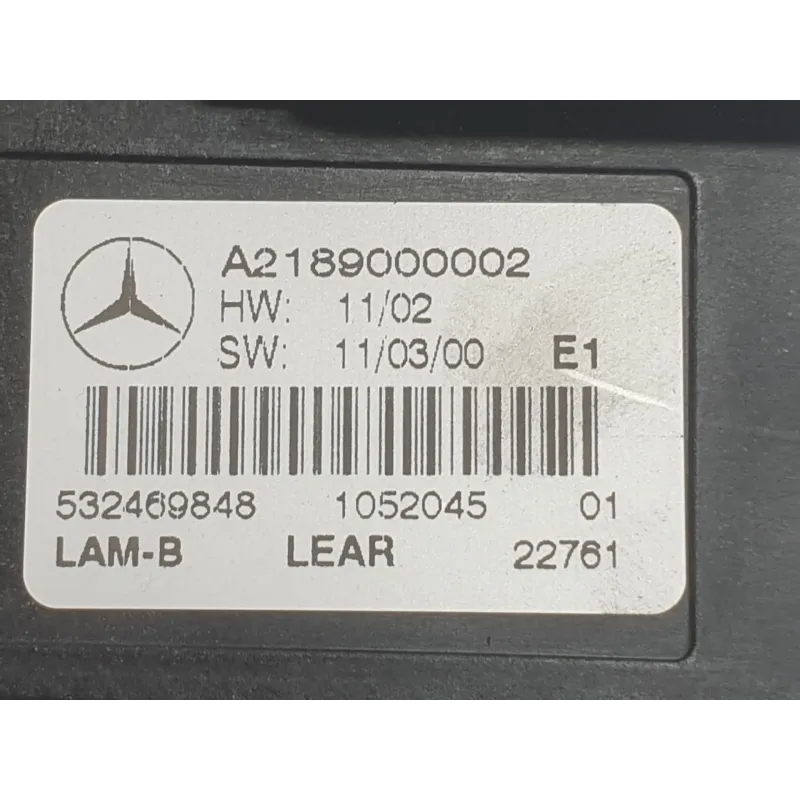 A2189000002
HW: 11/02
SW: 11/03/00 E1
532469848 1052045 01
LAM-B LEAR 22761